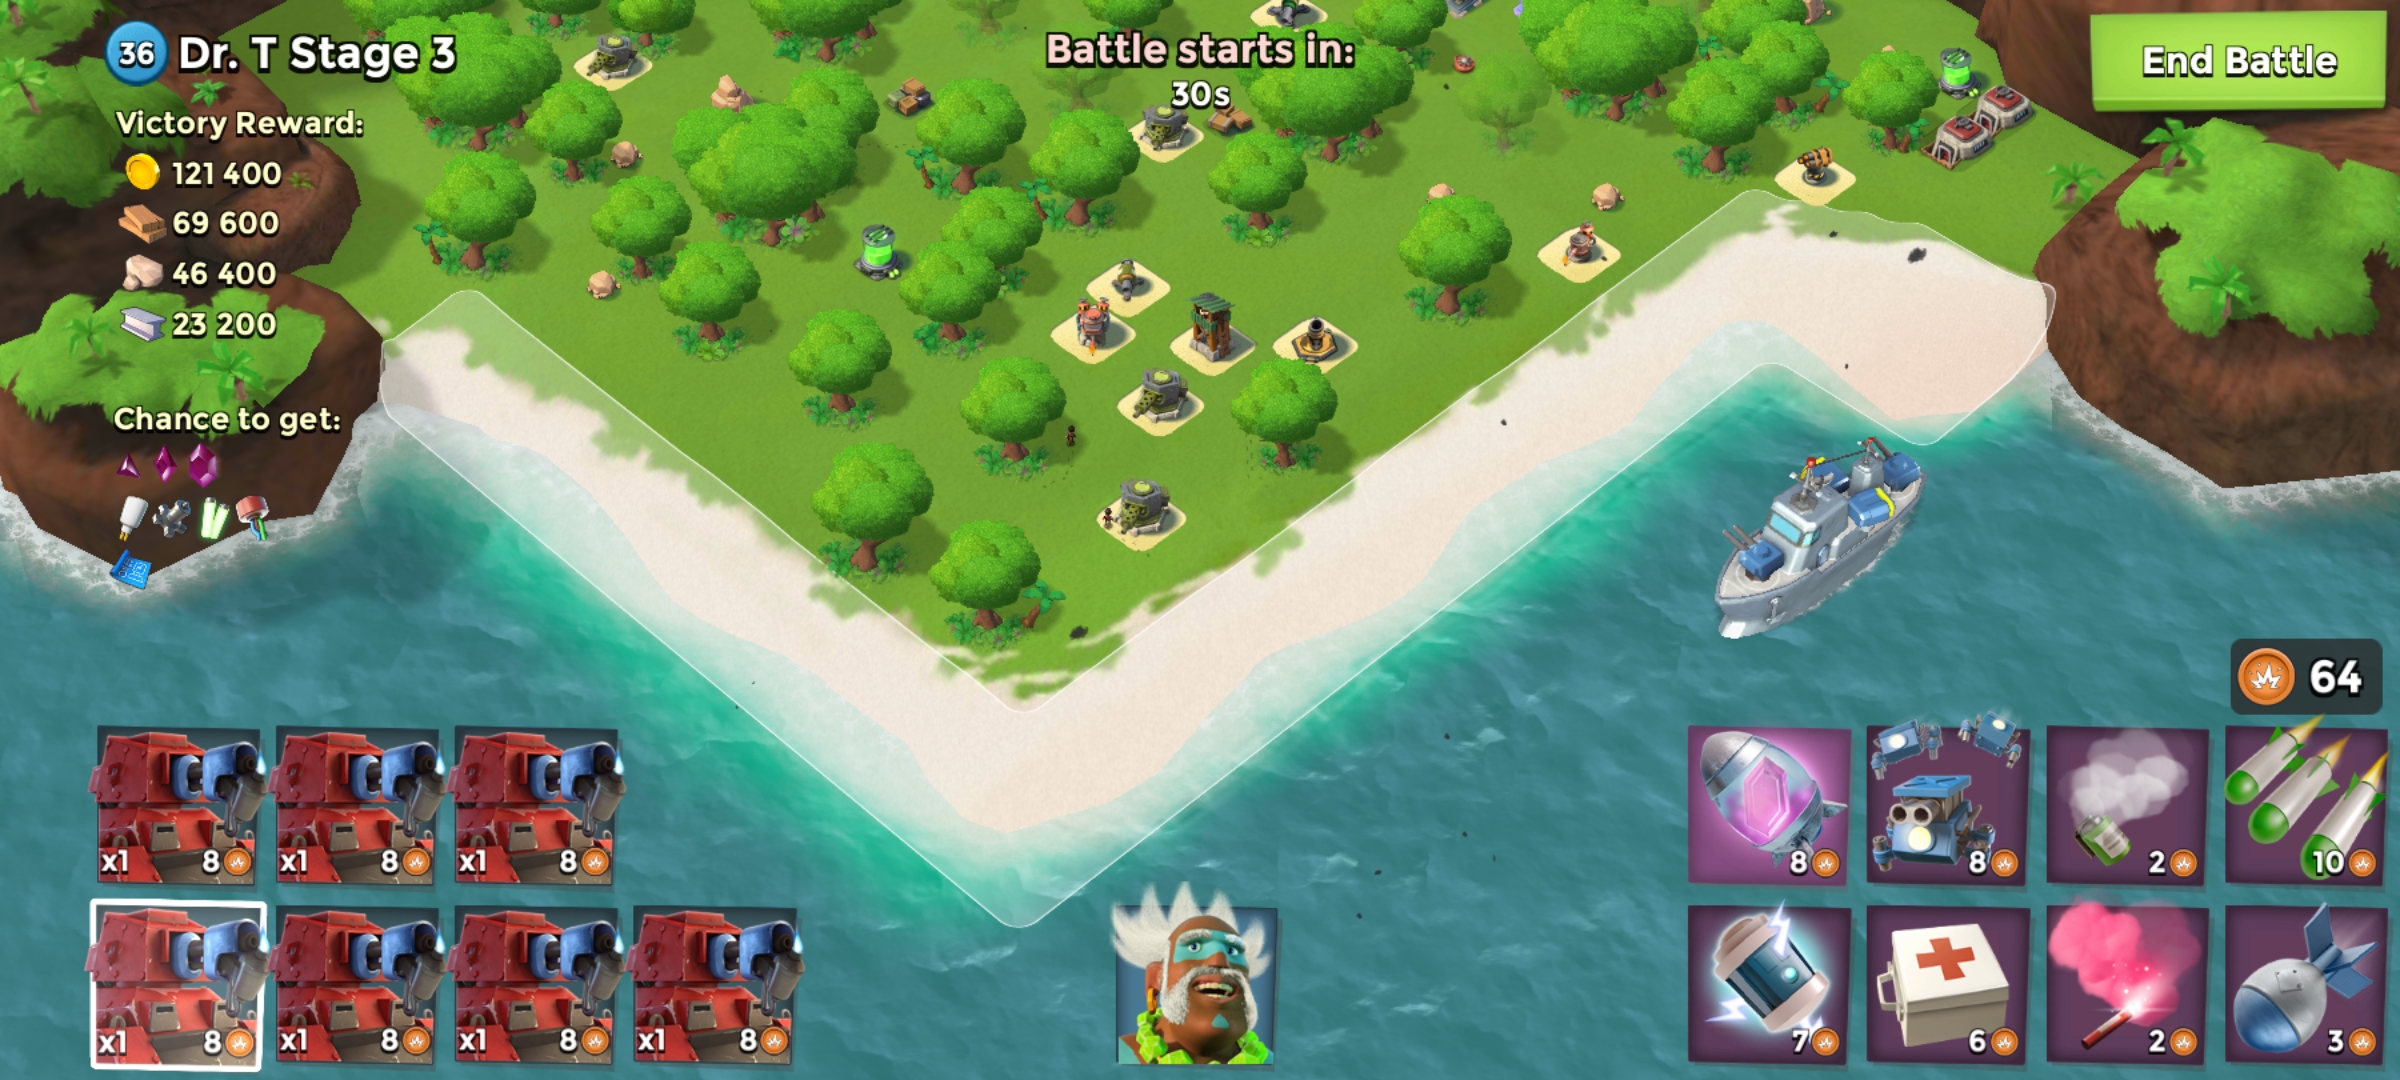 36 Dr. T Stage 3
Victory Reward:
121 400
69 600
46 400
23 200
Chance to get:
Battle starts in:
30s
End Battle
64
x1 8
x1 8
x1 8
x1 8
x1 8
x1 8
x1 8
8
8
2
10
7
6
2
3